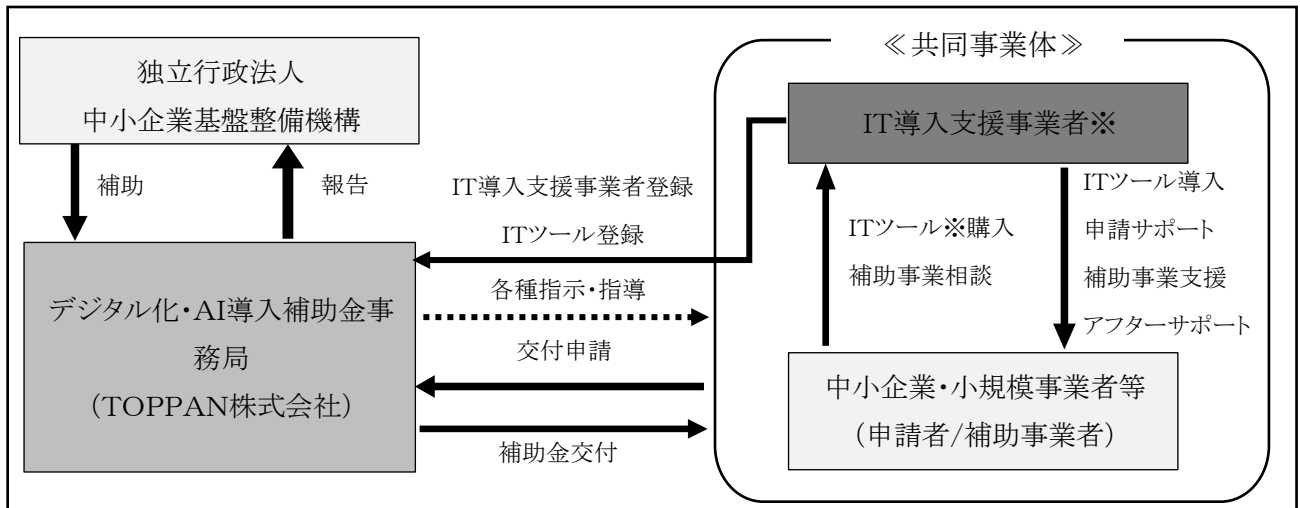 独立行政法人
中小企業基盤整備機構
補助
報告
デジタル化・AI導入補助金事
務局
（TOPPAN株式会社）
IT導入支援事業者登録
ITツール登録
各種指示・指導
交付申請
補助金交付
≪共同事業体≫
IT導入支援事業者※
ITツール※購入
補助事業相談
ITツール導入
申請サポート
補助事業支援
アフターサポート
中小企業・小規模事業者等
（申請者/補助事業者）